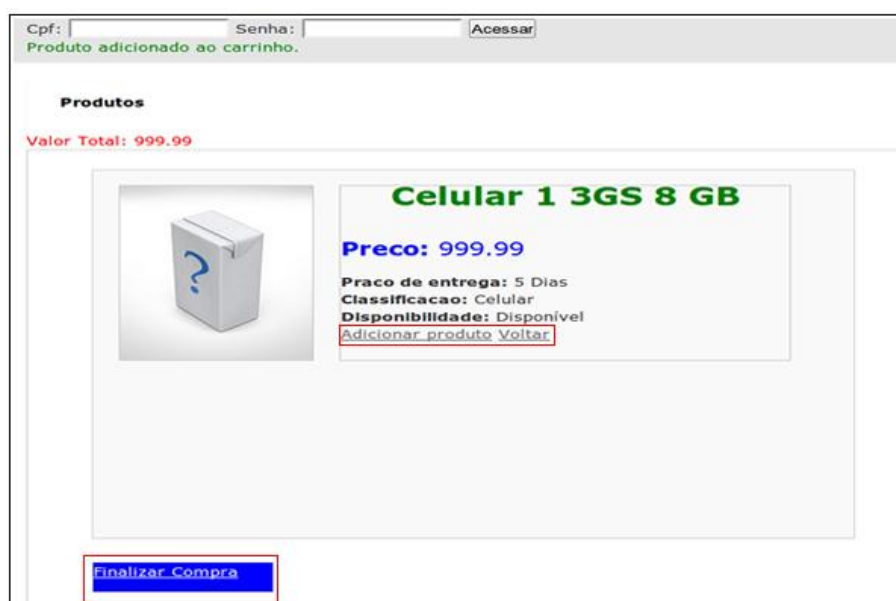 Cpf: Senha: Acessar
Produto adicionado ao carrinho.
Produtos
Valor Total: 999.99
Celular 1 3GS 8 GB
Preco: 999.99
Praco de entrega: 5 Dias
Classificacao: Celular
Disponibilidade: Disponível
Adicionar produto Voltar
?
Finalizar Compra